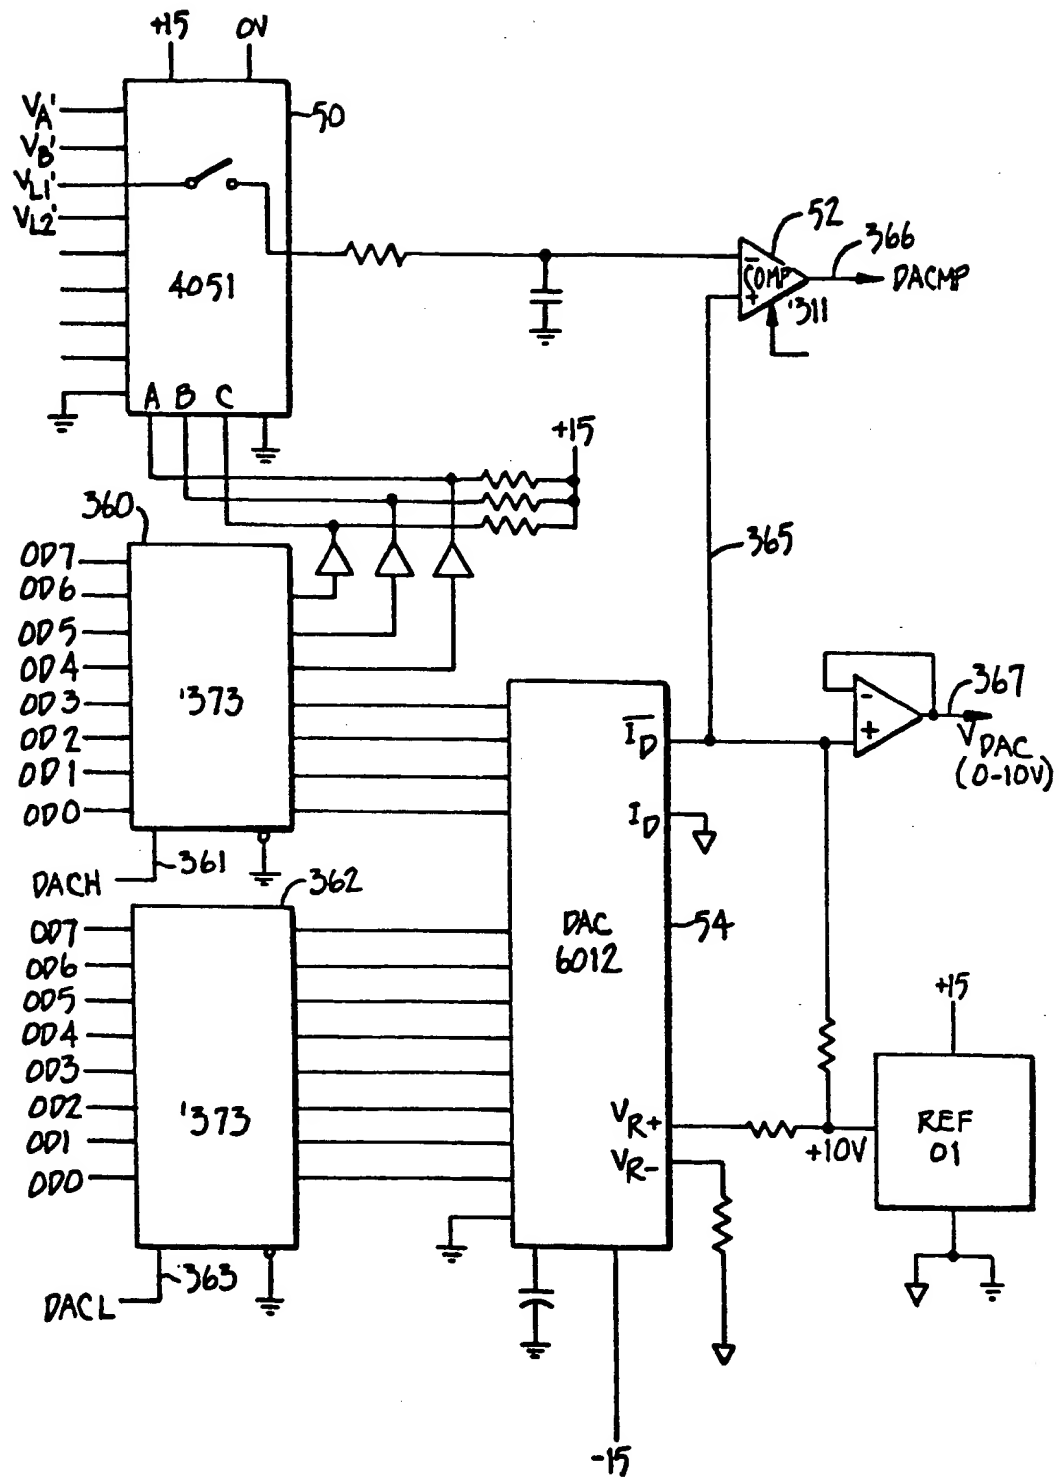 +15
0V
VA'
VB'
VL1'
VL2'
50
4051
A B C
52
366
- COMP
+
'311
DACMP
+15
360
OD7
OD6
OD5
OD4
OD3
OD2
OD1
OD0
'373
365
367
-
+
VDAC
(0-10V)
ID
ID
DACH
361
362
OD7
OD6
OD5
OD4
OD3
OD2
OD1
OD0
'373
DAC
6012
54
+15
VR+
VR-
+10V
REF
01
DACL
363
-15